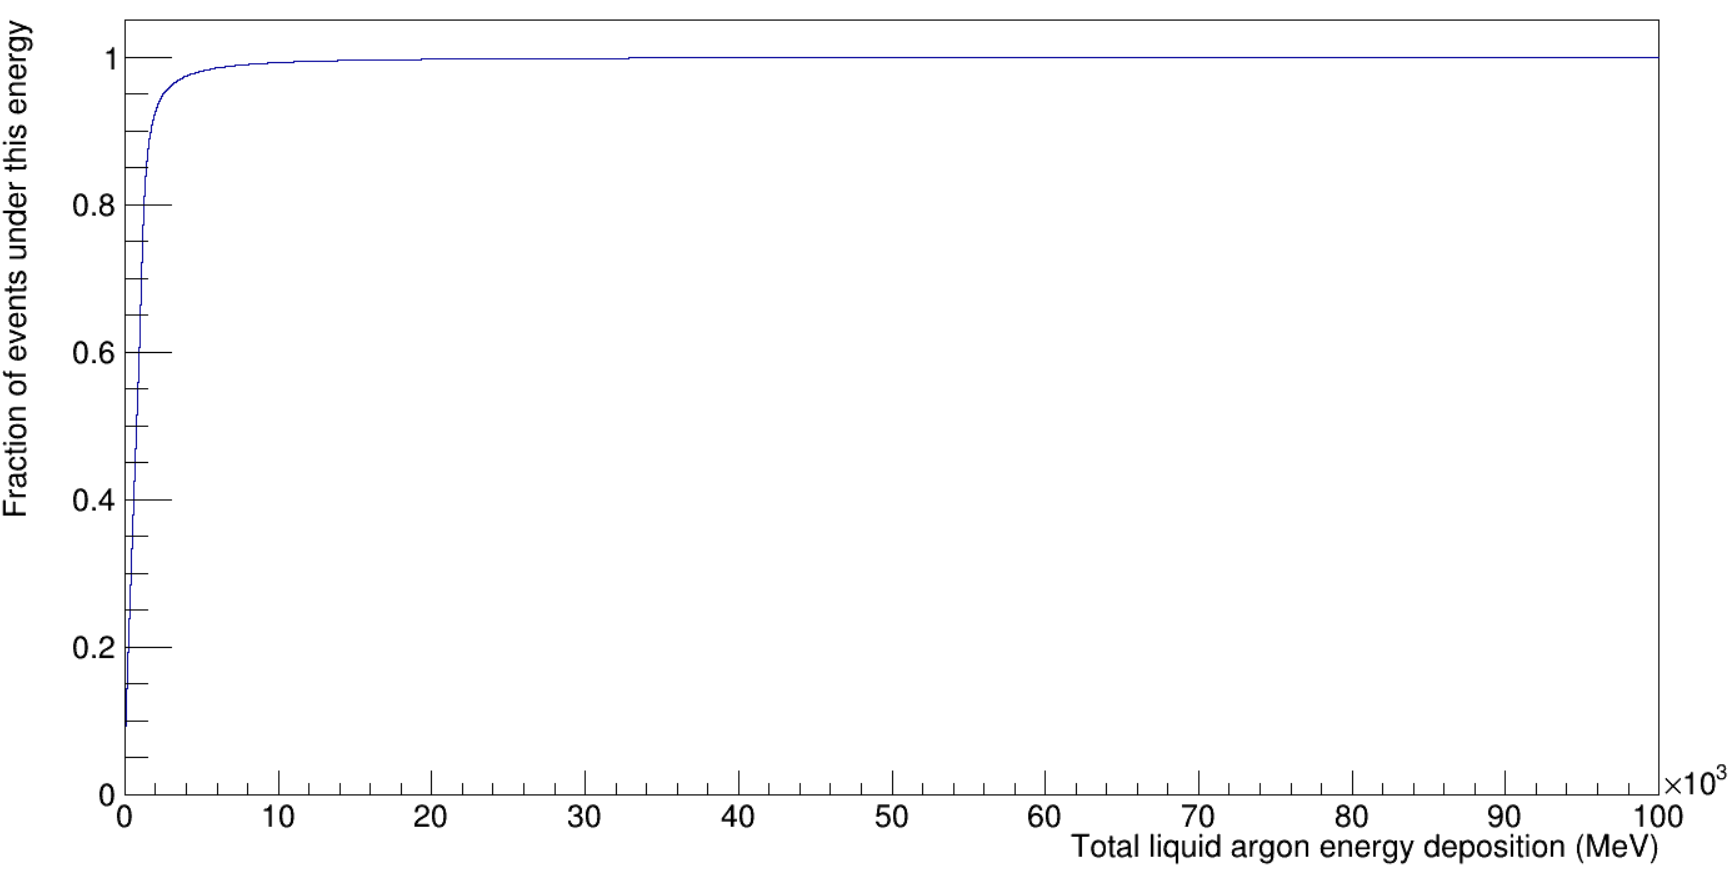 Fraction of events under this energy
1
0.8
0.6
0.4
0.2
0
0 10 20 30 40 50 60 70 80 90 100
×10³
Total liquid argon energy deposition (MeV)